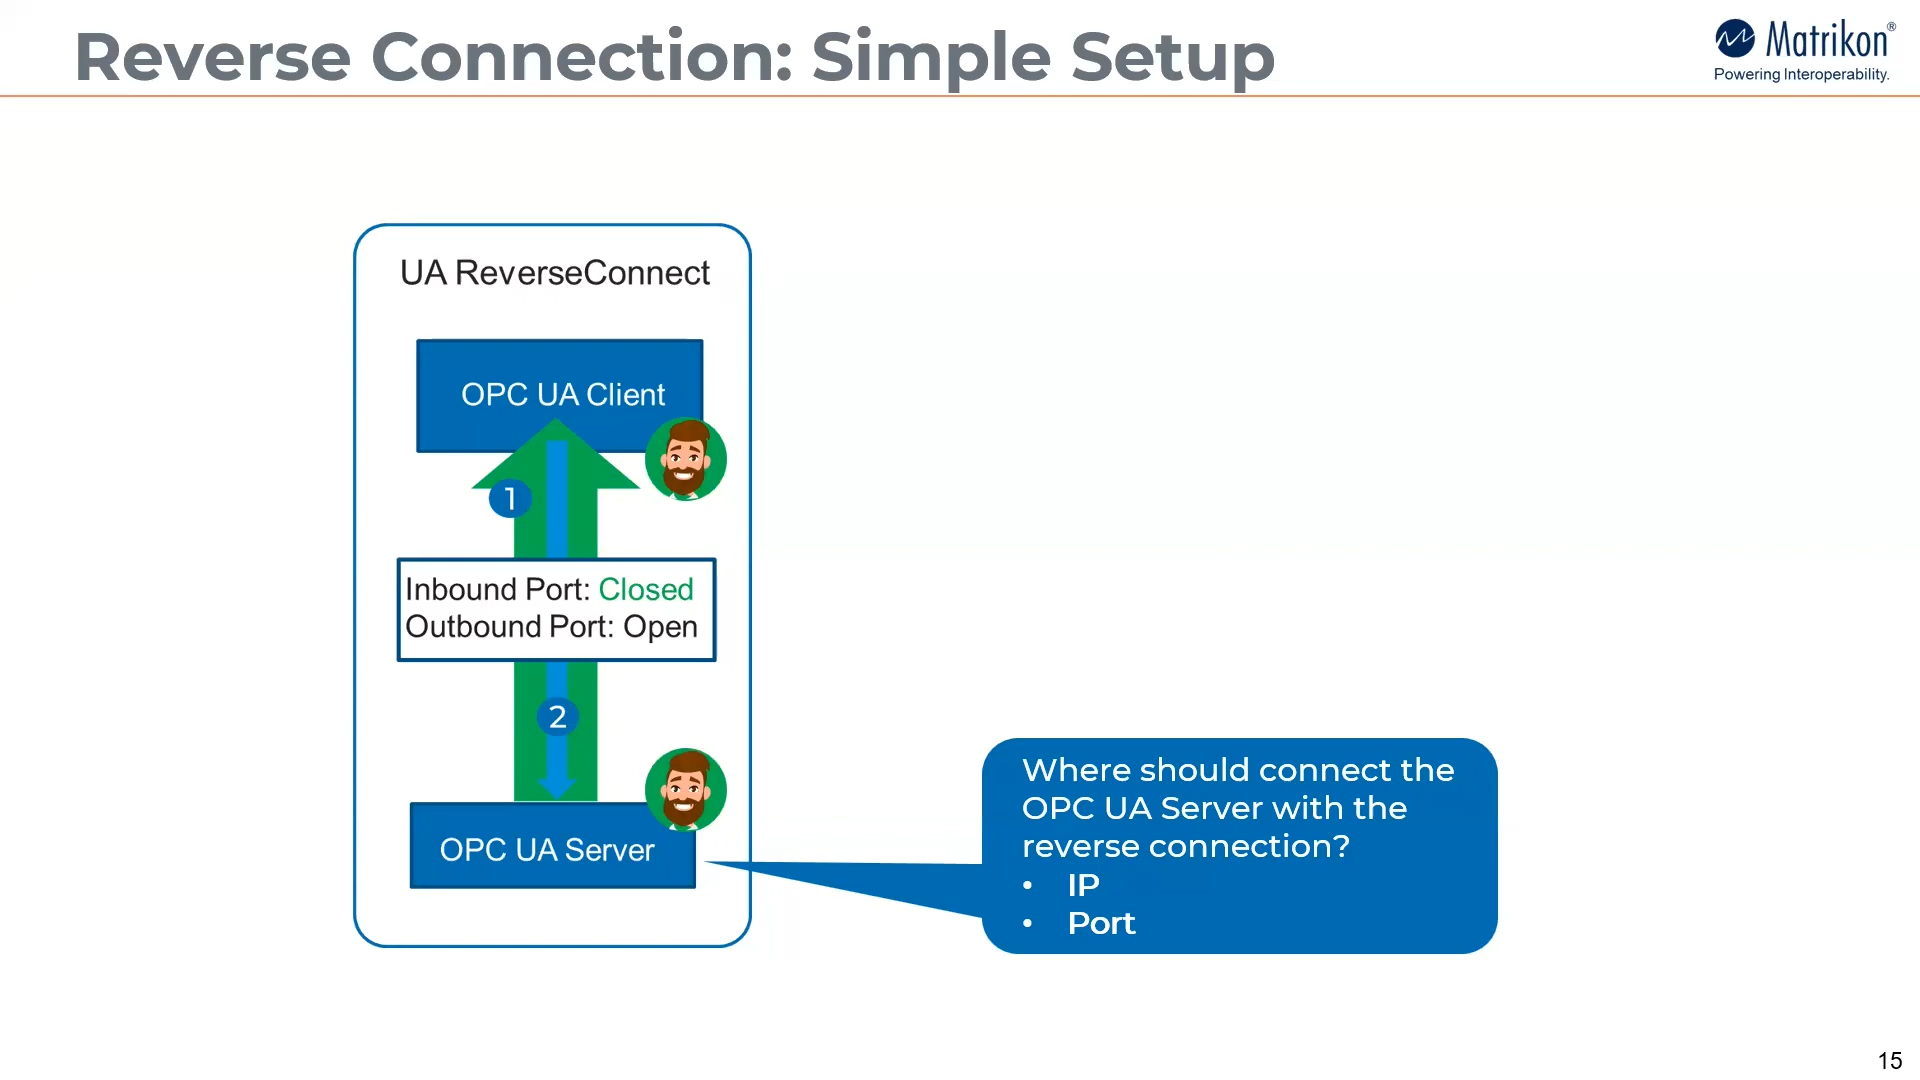 Reverse Connection: Simple Setup
Matrikon®
Powering Interoperability.
UA ReverseConnect
OPC UA Client
1
Inbound Port: Closed
Outbound Port: Open
2
OPC UA Server
Where should connect the
OPC UA Server with the
reverse connection?
• IP
• Port
15